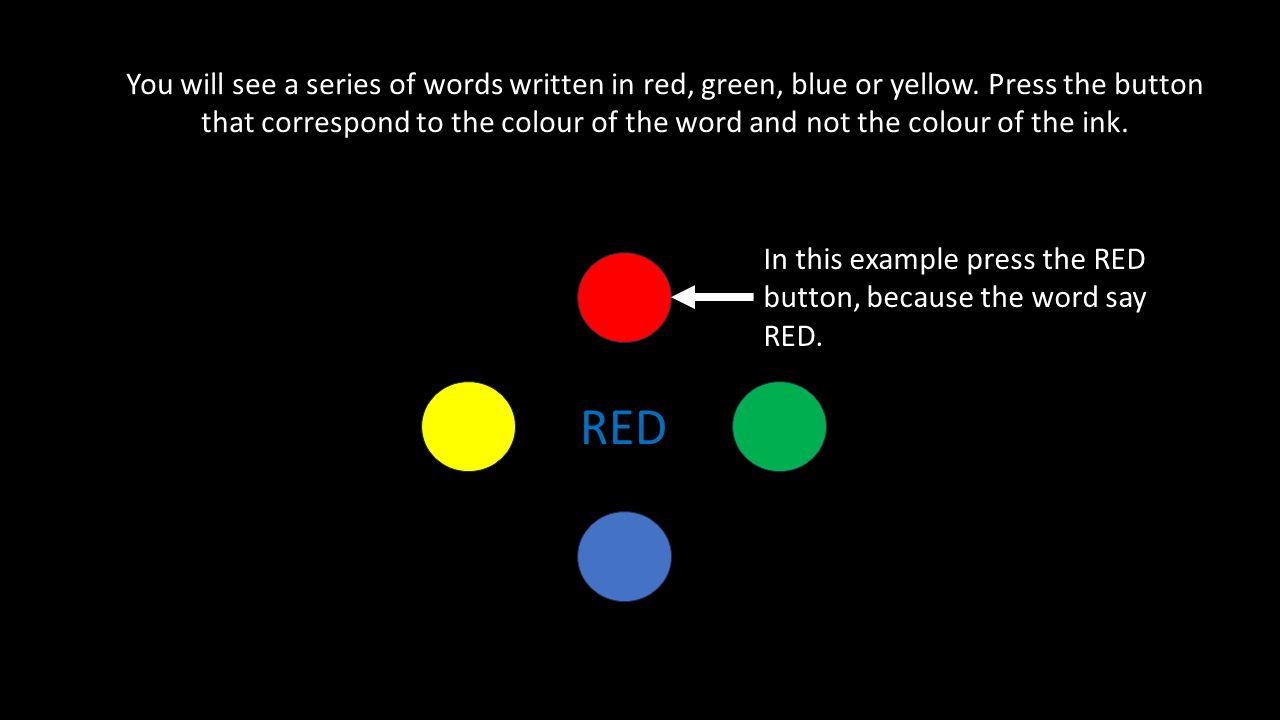 You will see a series of words written in red, green, blue or yellow. Press the button
that correspond to the colour of the word and not the colour of the ink.
In this example press the RED
button, because the word say
RED.
RED